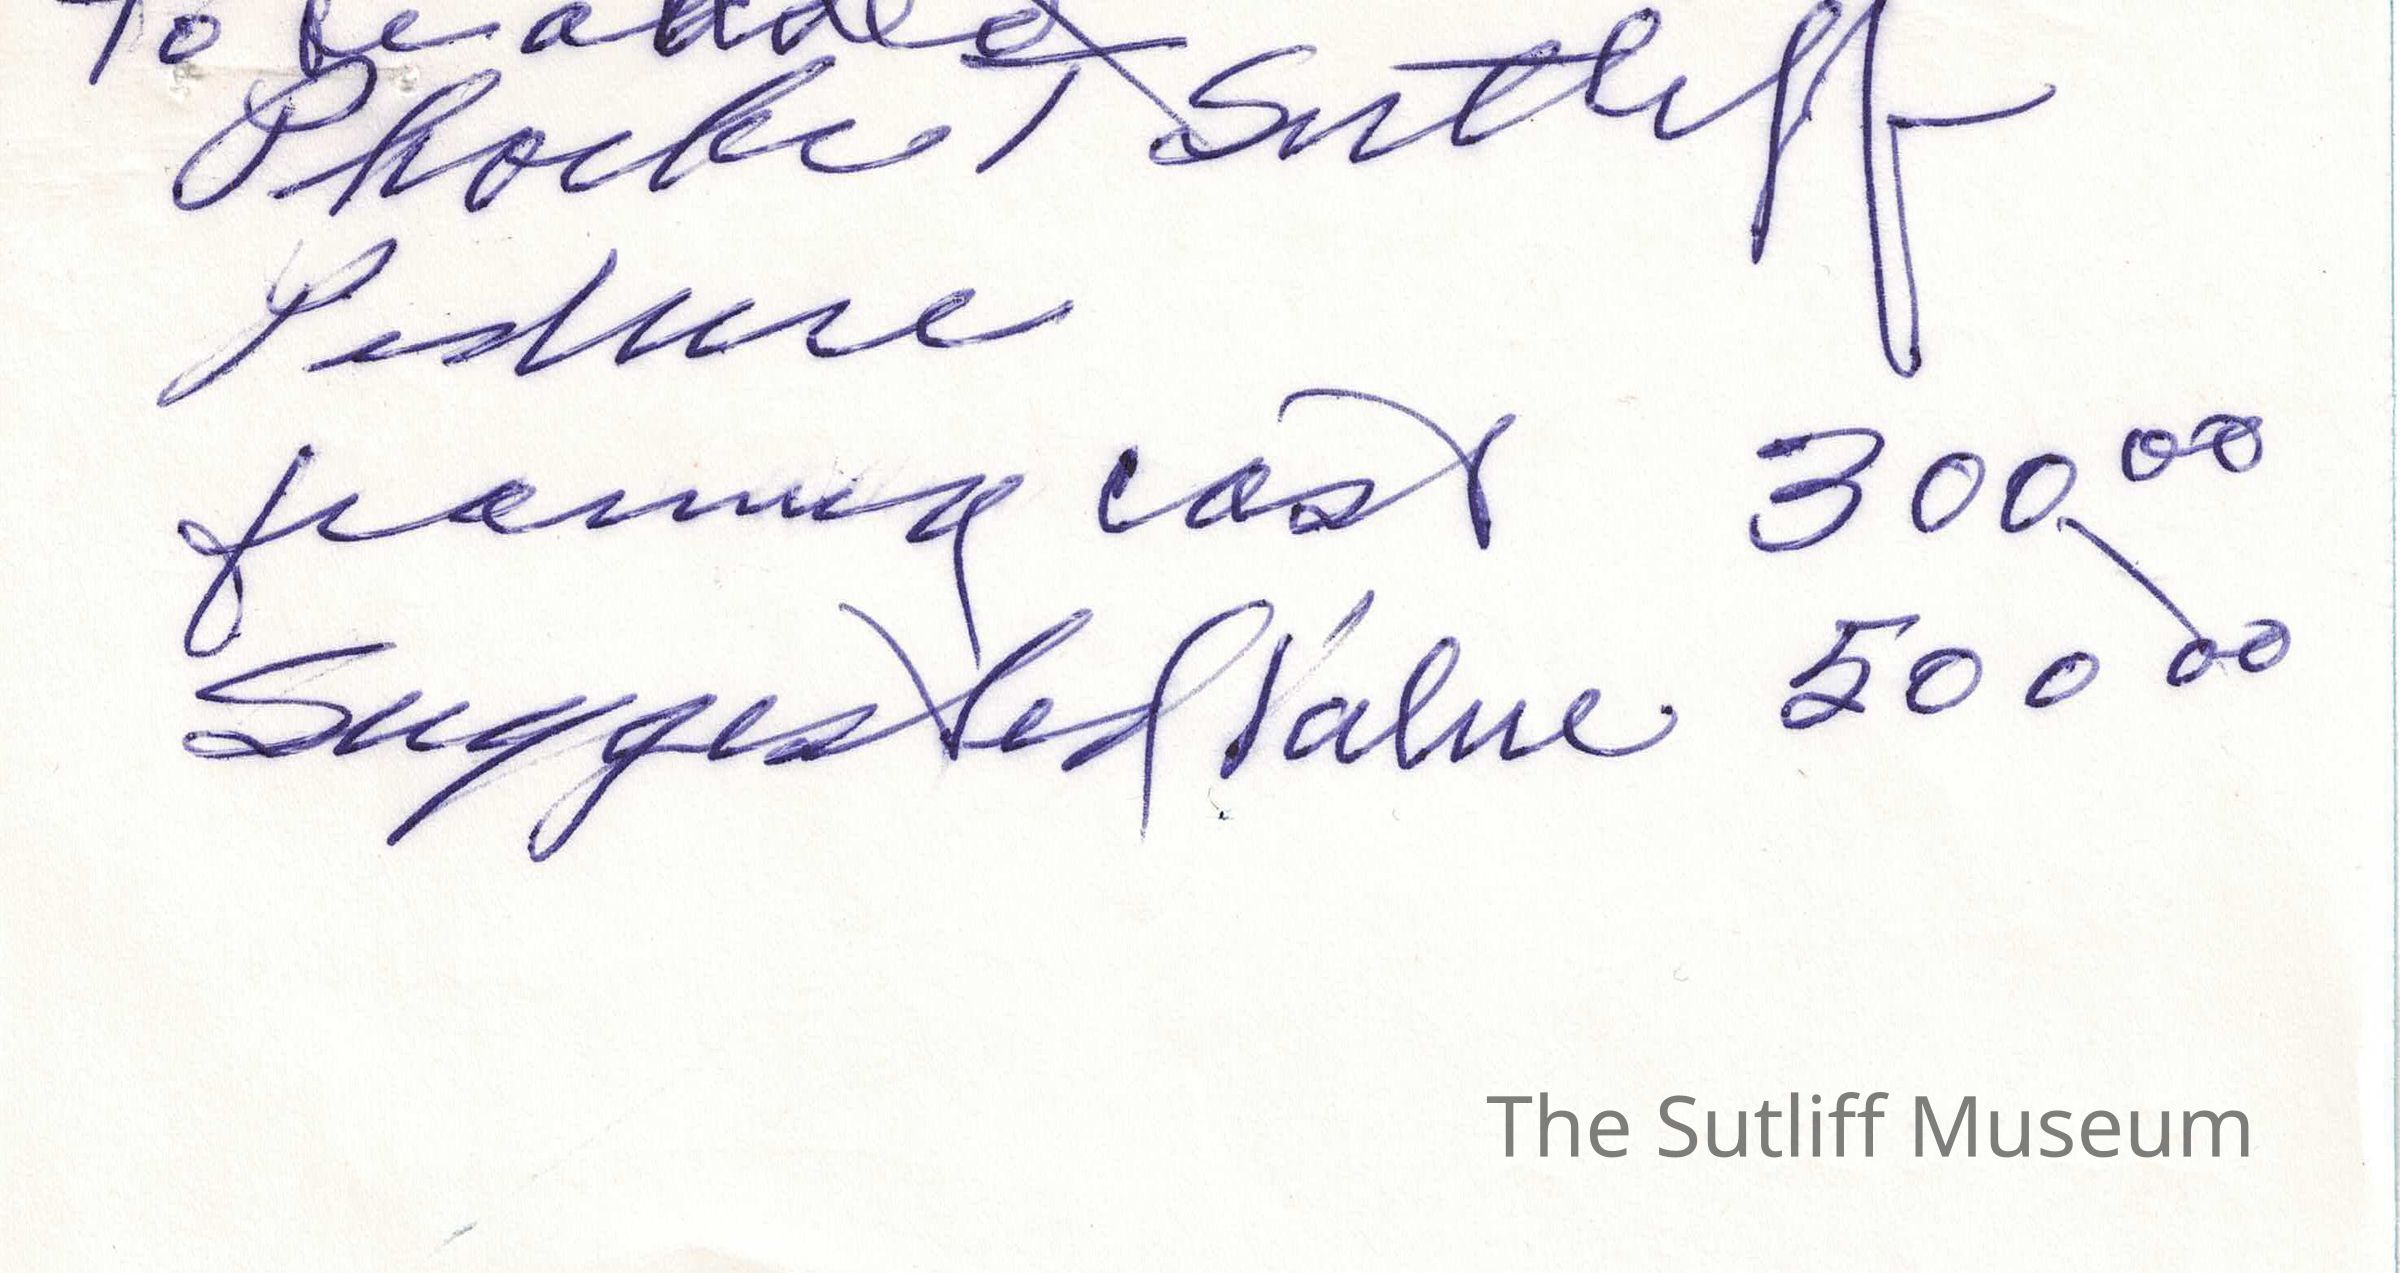 To be added
Phoebe T Sutliff
Picture
framing cost 300.00
Suggested Value 500.00
The Sutliff Museum